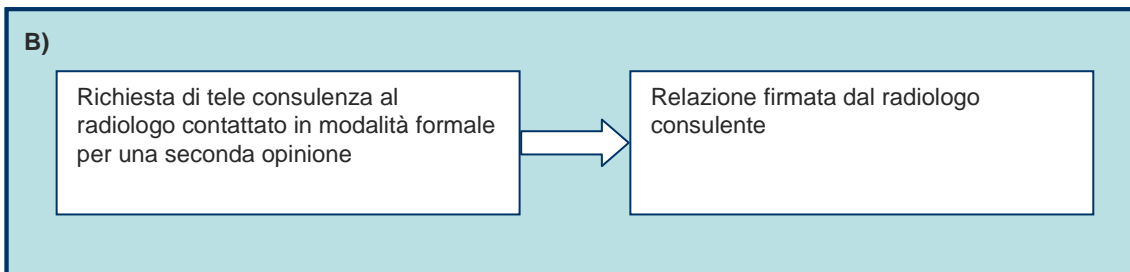 B)
Richiesta di tele consulenza al
radiologo contattato in modalità formale
per una seconda opinione
Relazione firmata dal radiologo
consulente